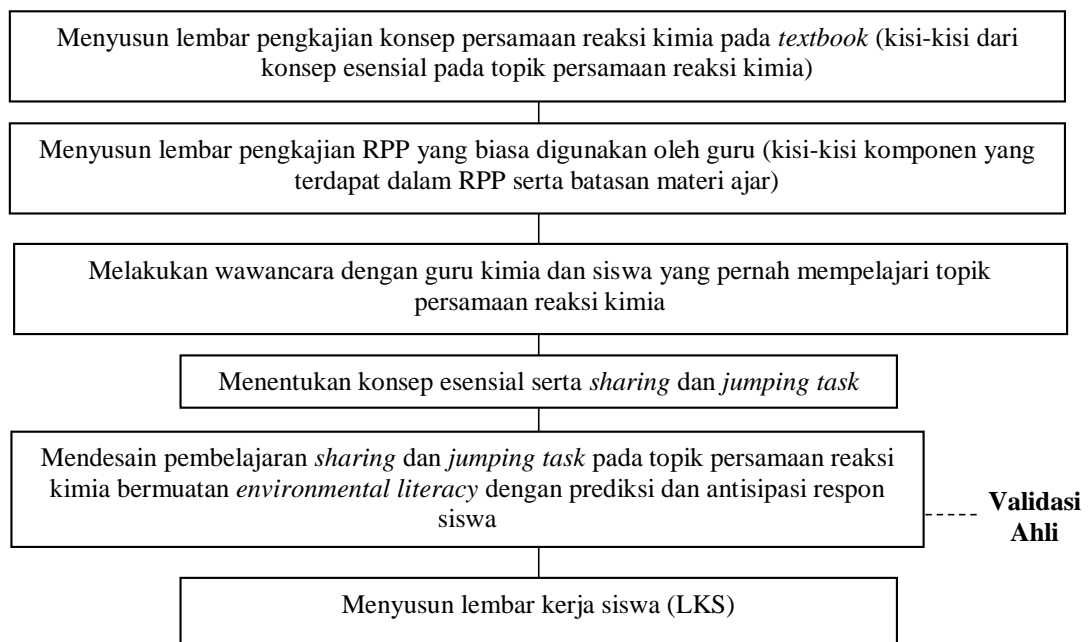 Menyusun lembar pengkajian konsep persamaan reaksi kimia pada textbook (kisi-kisi dari
konsep esensial pada topik persamaan reaksi kimia)
Menyusun lembar pengkajian RPP yang biasa digunakan oleh guru (kisi-kisi komponen yang
terdapat dalam RPP serta batasan materi ajar)
Melakukan wawancara dengan guru kimia dan siswa yang pernah mempelajari topik
persamaan reaksi kimia
Menentukan konsep esensial serta sharing dan jumping task
Mendesain pembelajaran sharing dan jumping task pada topik persamaan reaksi
kimia bermuatan environmental literacy dengan prediksi dan antisipasi respon
siswa
Validasi
Ahli
Menyusun lembar kerja siswa (LKS)